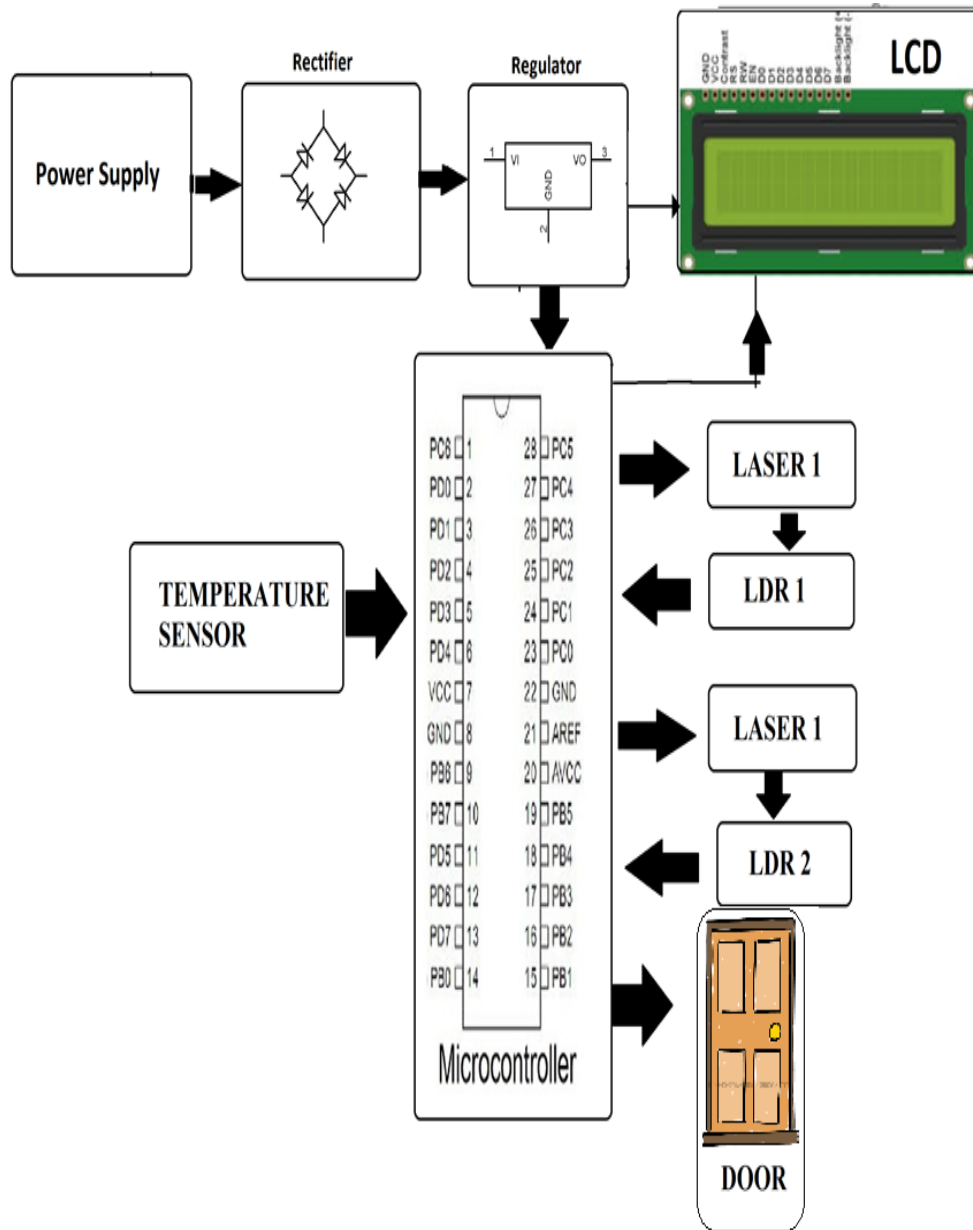 Rectifier
Regulator
Power Supply
1 VI VO 3
GND
2
GND
VCC
Contrast
RS
RW
EN
D0
D1
D2
D3
D4
D5
D6
D7
Backlight (+
Backlight (-
LCD
PC6 1 28 PC5
PD0 2 27 PC4
PD1 3 26 PC3
PD2 4 25 PC2
PD3 5 24 PC1
PD4 6 23 PC0
VCC 7 22 GND
GND 8 21 AREF
PB6 9 20 AVCC
PB7 10 19 PB5
PD5 11 18 PB4
PD6 12 17 PB3
PD7 13 16 PB2
PB0 14 15 PB1
Microcontroller
TEMPERATURE
SENSOR
LASER 1
LDR 1
LASER 1
LDR 2
DOOR